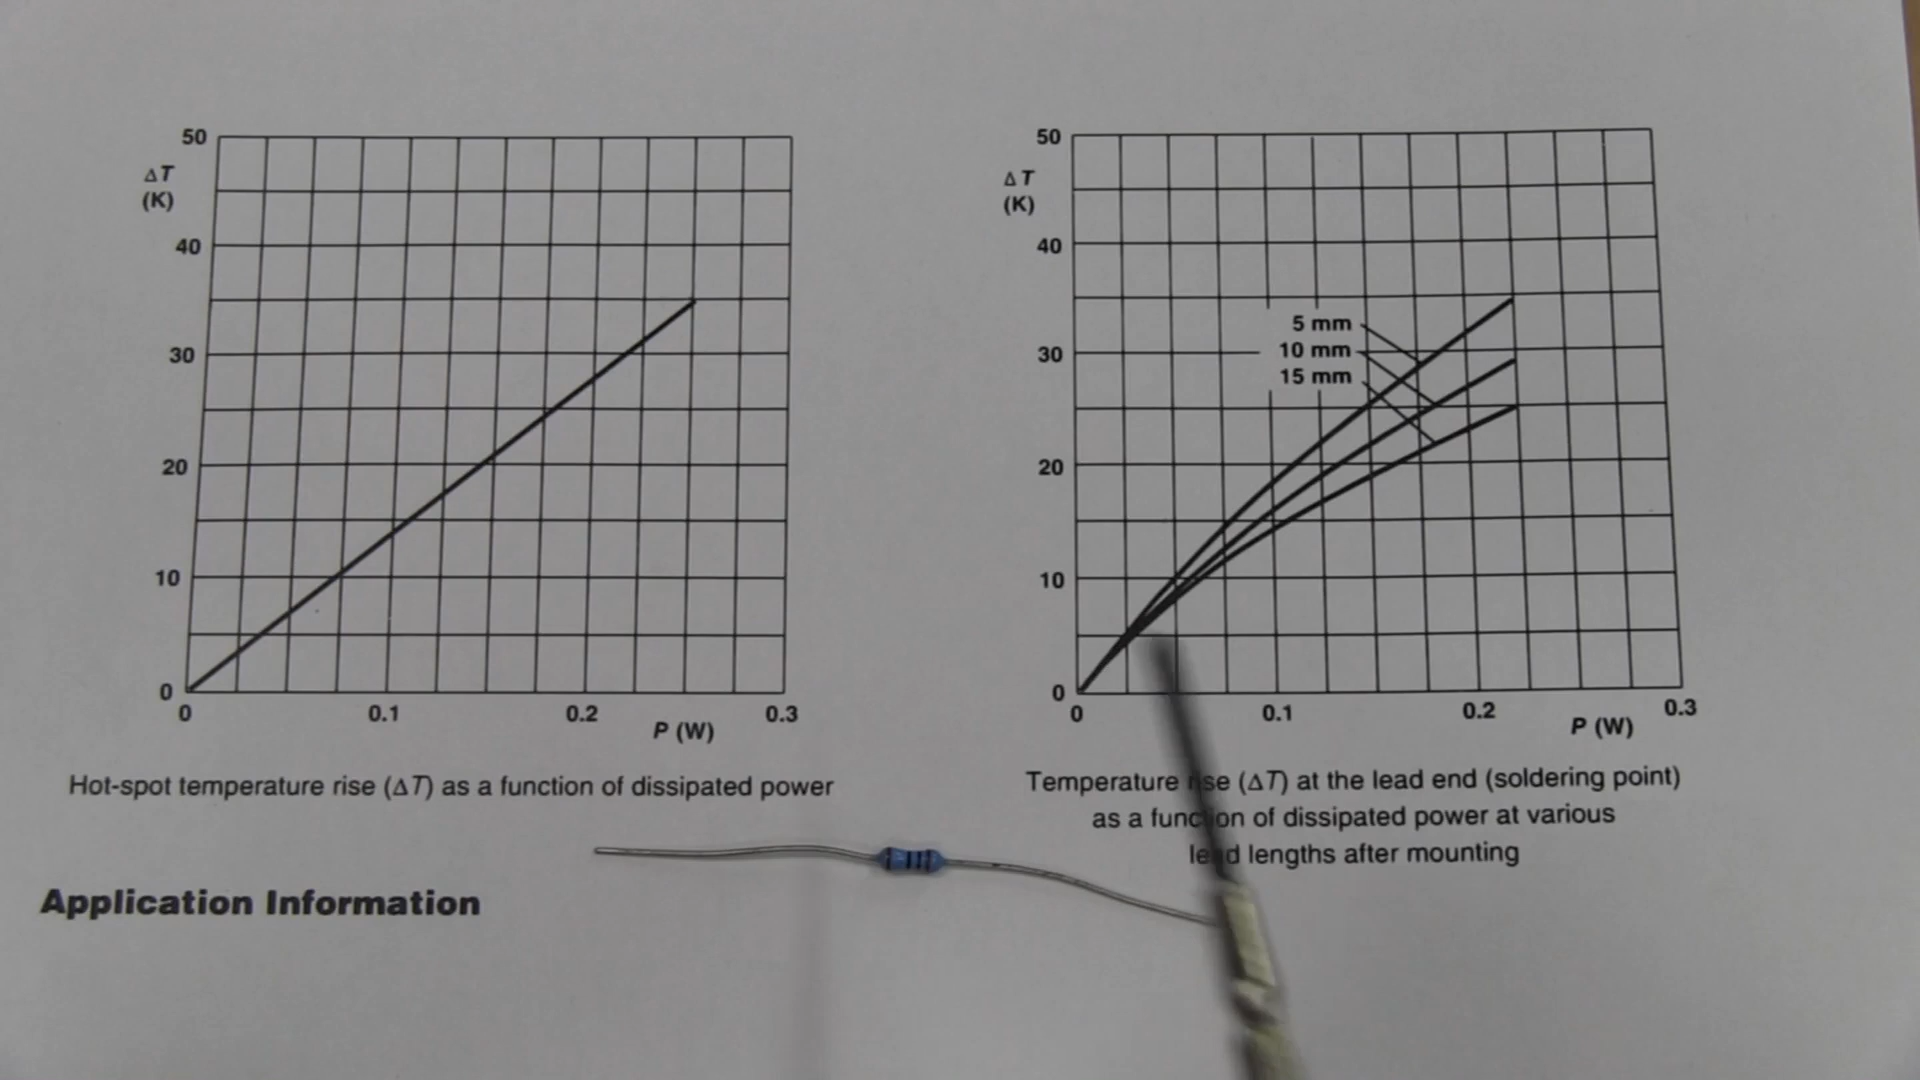 50
ΔT
(K)
40
30
20
10
0
0 0.1 0.2 0.3
P (W)
Hot-spot temperature rise (ΔT) as a function of dissipated power
50
ΔT
(K)
40
5 mm
30
10 mm
15 mm
20
10
0
0 0.1 0.2 0.3
P (W)
Temperature rise (ΔT) at the lead end (soldering point)
as a function of dissipated power at various
lead lengths after mounting
Application Information